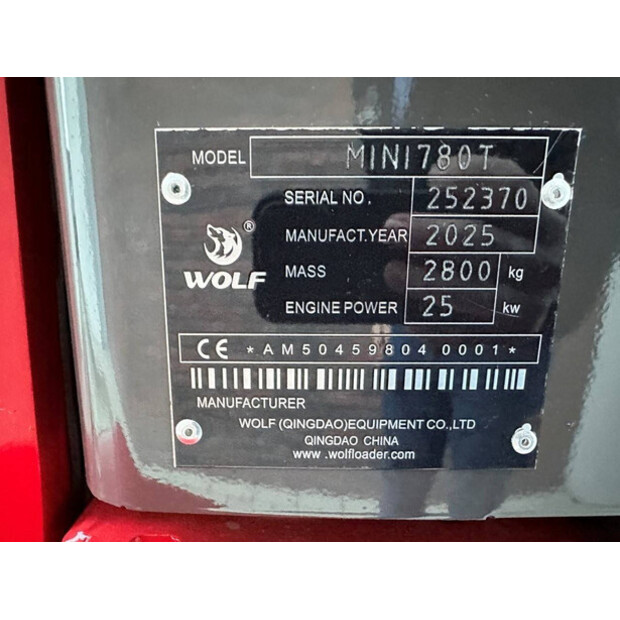 MODEL MINI780T
SERIAL NO. 252370
MANUFACT.YEAR 2025
MASS 2800 kg
ENGINE POWER 25 kw
® WOLF
CE *AM50459804 0001*
MANUFACTURER
WOLF (QINGDAO)EQUIPMENT CO.,LTD
QINGDAO CHINA
www .wolfloader.com